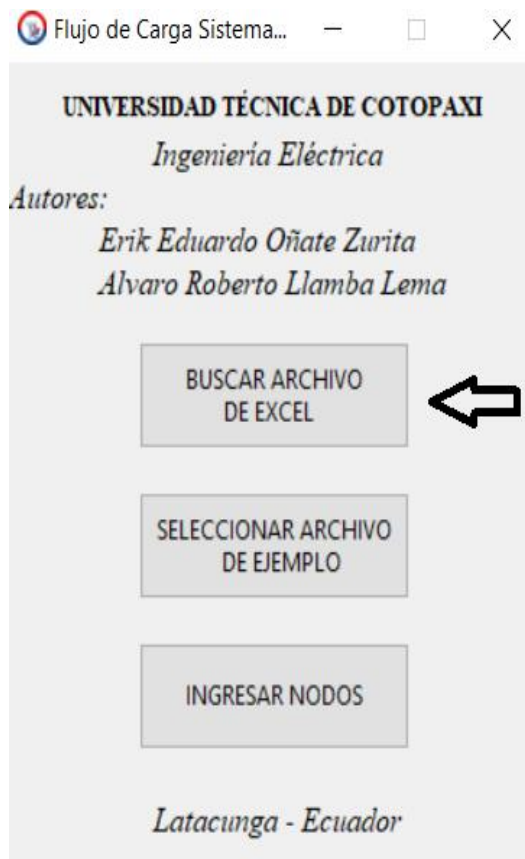 Flujo de Carga Sistema...
UNIVERSIDAD TÉCNICA DE COTOPAXI
Ingeniería Eléctrica
Autores:
Erik Eduardo Oñate Zurita
Alvaro Roberto Llamba Lema
BUSCAR ARCHIVO
DE EXCEL
SELECCIONAR ARCHIVO
DE EJEMPLO
INGRESAR NODOS
Latacunga - Ecuador